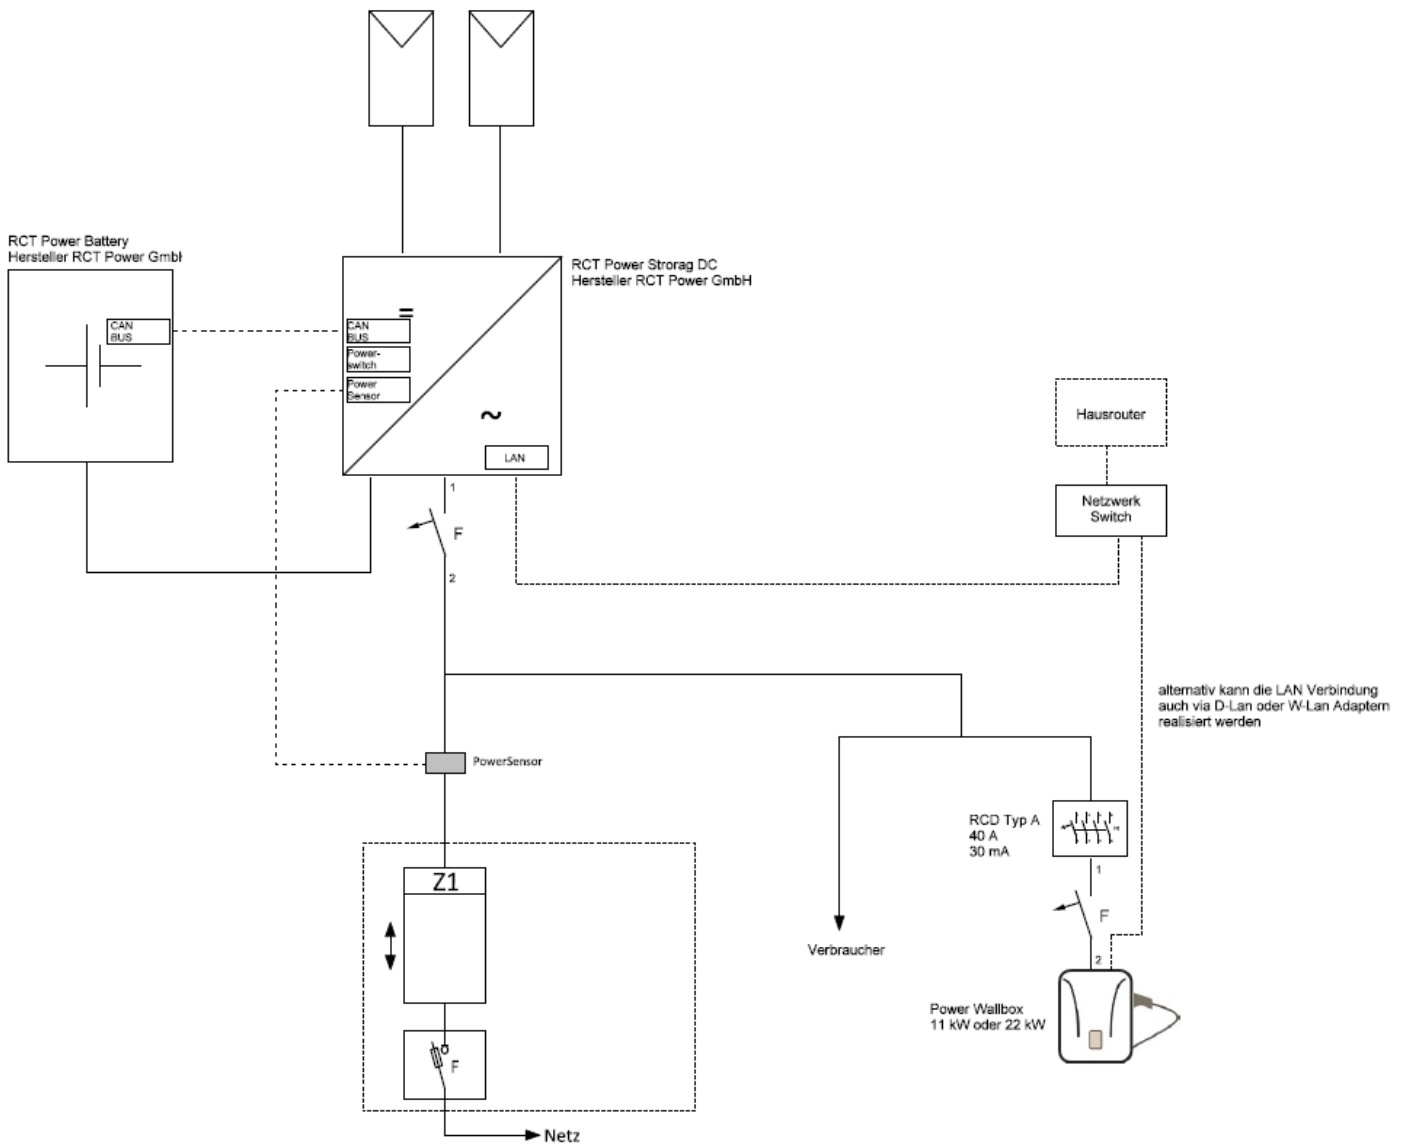 RCT Power Battery
Hersteller RCT Power GmbH
CAN
BUS
RCT Power Strorag DC
Hersteller RCT Power GmbH
=
CAN
BUS
Power-
switch
Power
Sensor
~
LAN
1
F
2
Hausrouter
Netzwerk
Switch
alternativ kann die LAN Verbindung
auch via D-Lan oder W-Lan Adaptern
realisiert werden
PowerSensor
RCD Typ A
40 A
30 mA
1
F
2
Verbraucher
Z1
F
Power Wallbox
11 kW oder 22 kW
Netz